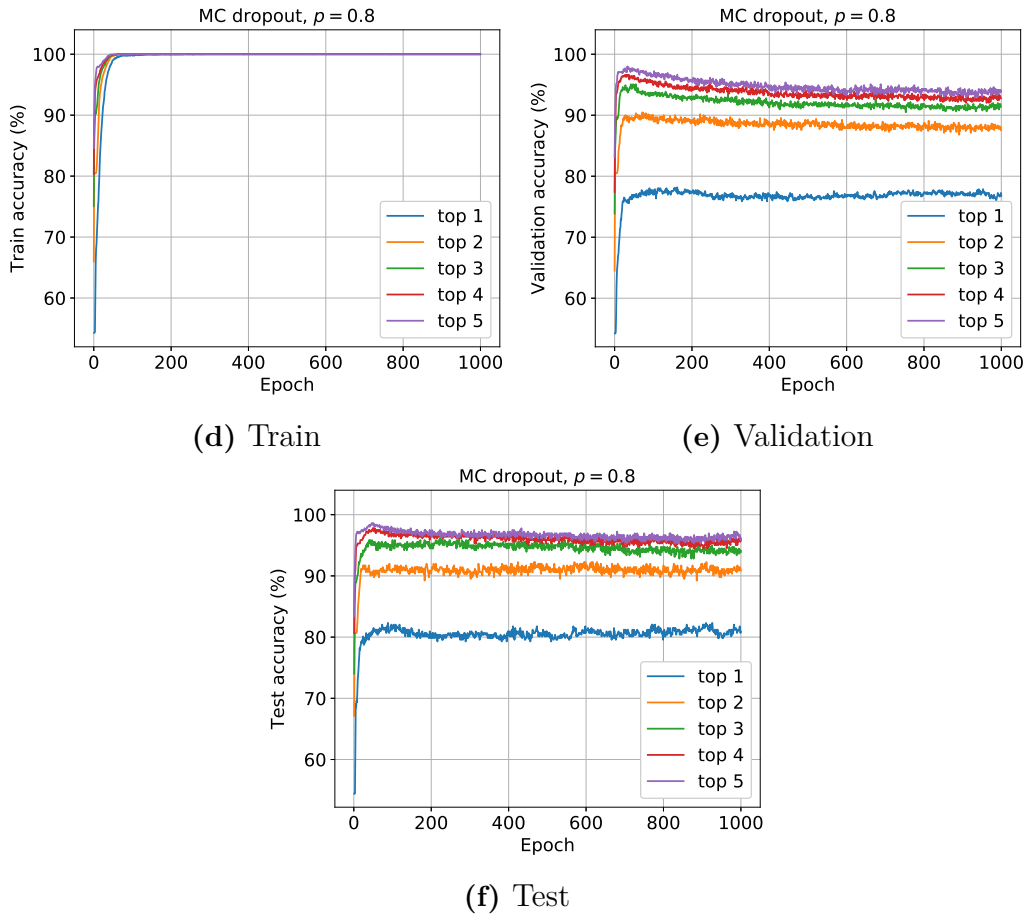 MC dropout, p = 0.8
Train accuracy (%)
100
90
80
70
60
0 200 400 600 800 1000
Epoch
top 1
top 2
top 3
top 4
top 5
(d) Train
MC dropout, p = 0.8
Validation accuracy (%)
100
90
80
70
60
0 200 400 600 800 1000
Epoch
top 1
top 2
top 3
top 4
top 5
(e) Validation
MC dropout, p = 0.8
Test accuracy (%)
100
90
80
70
60
0 200 400 600 800 1000
Epoch
top 1
top 2
top 3
top 4
top 5
(f) Test